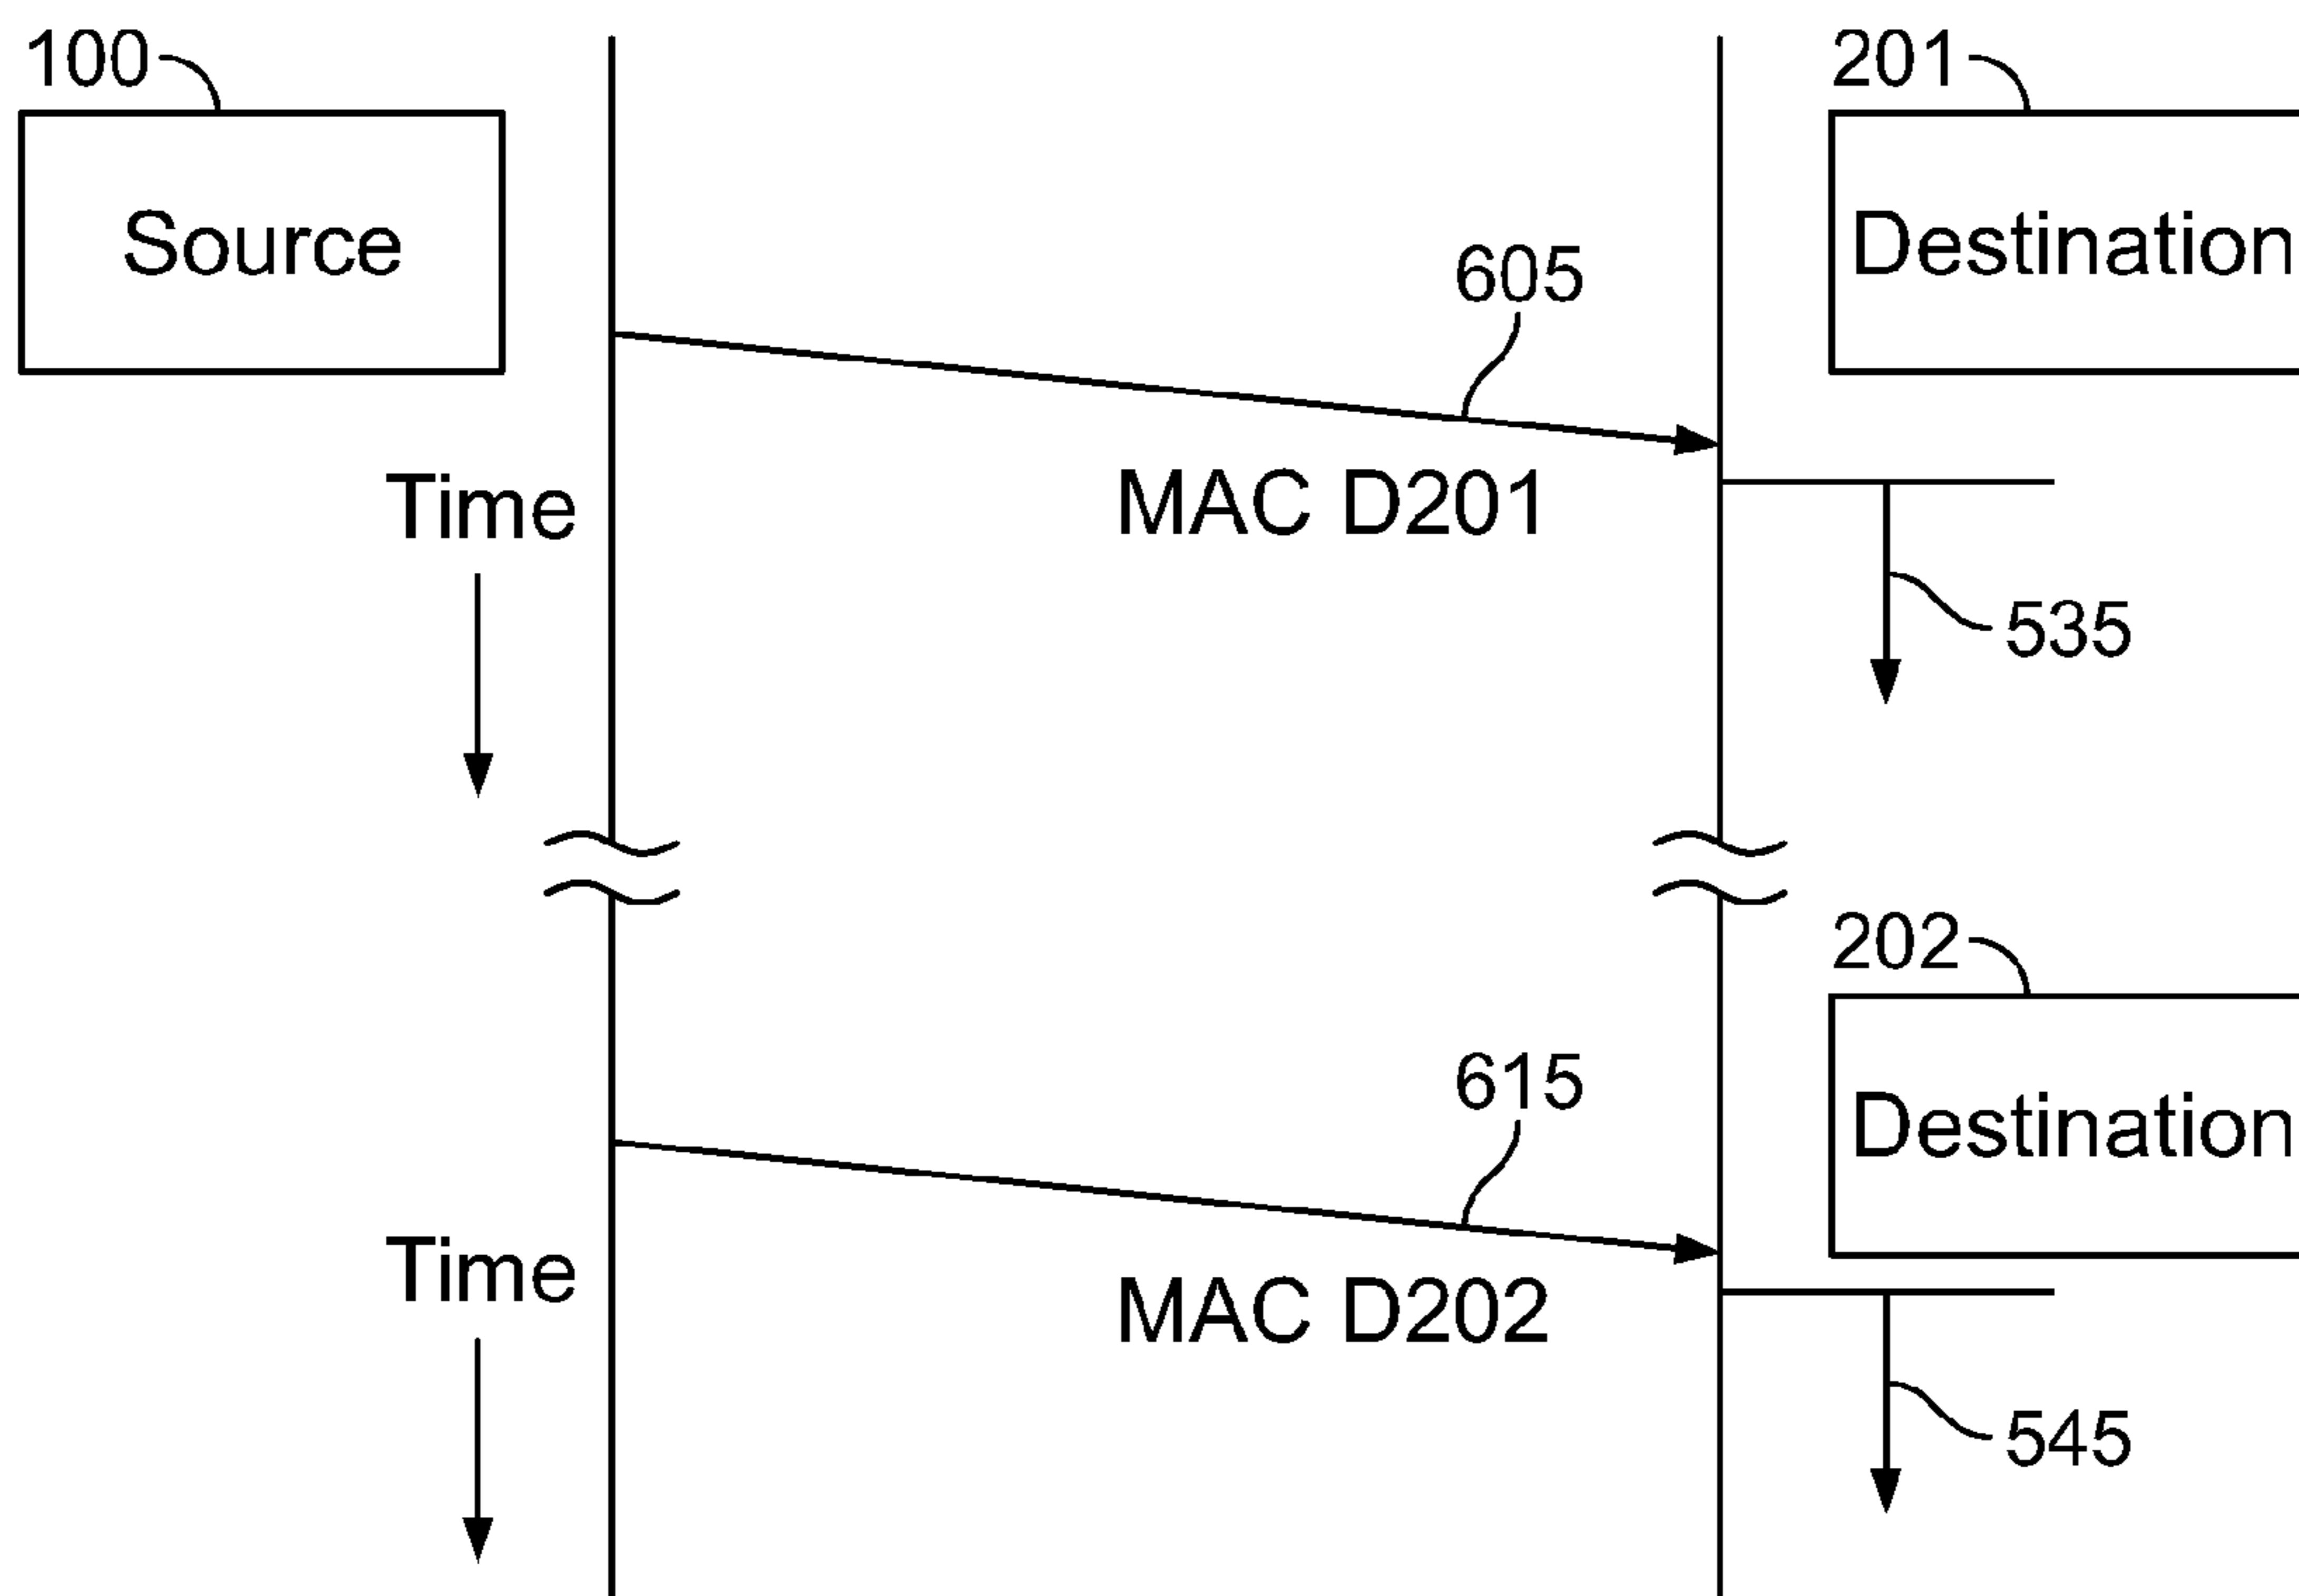 100
201
Source
Destination
605
MAC D201
Time
535
202
615
Destination
Time
MAC D202
545